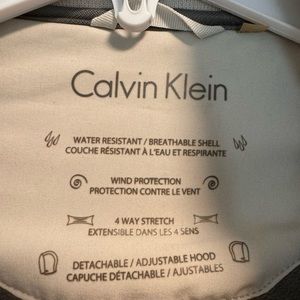 Calvin Klein
WATER RESISTANT / BREATHABLE SHELL
COUCHE RÉSISTANT À L'EAU ET RESPIRANTE
WIND PROTECTION
PROTECTION CONTRE LE VENT
4 WAY STRETCH
EXTENSIBLE DANS LES 4 SENS
DETACHABLE / ADJUSTABLE HOOD
CAPUCHE DÉTACHABLE / AJUSTABLES